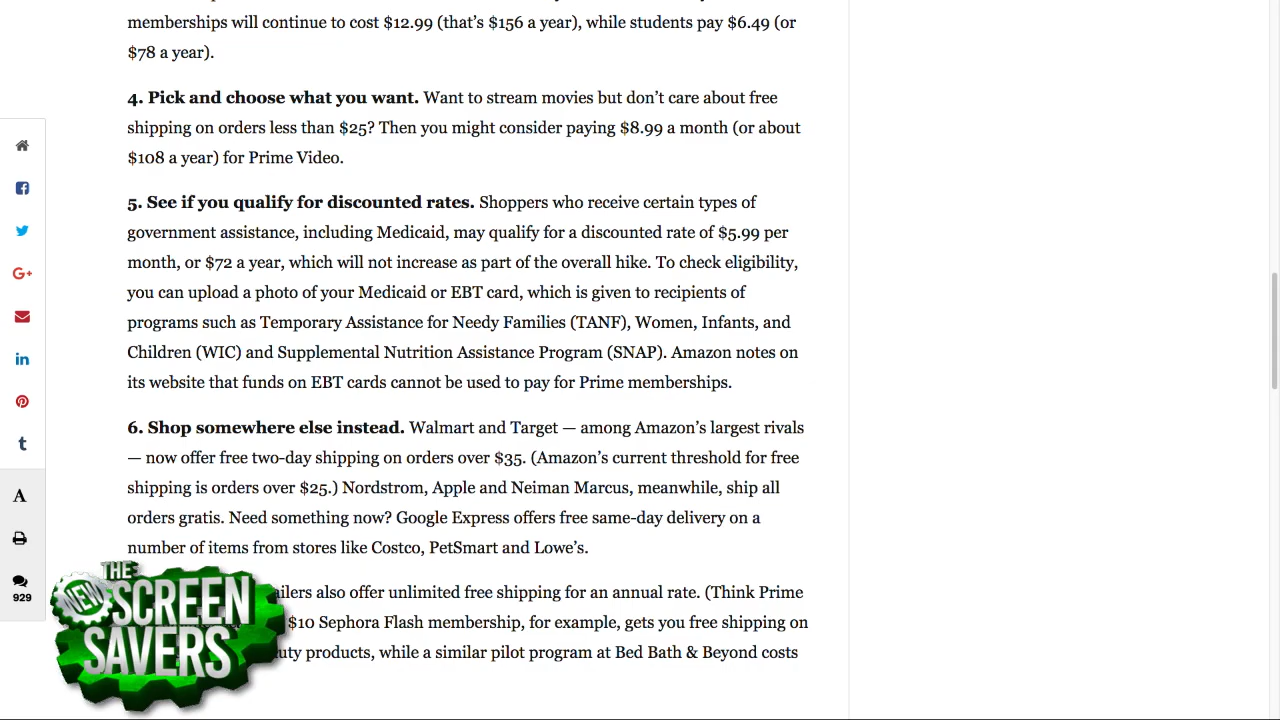 memberships will continue to cost $12.99 (that’s $156 a year), while students pay $6.49 (or
$78 a year).
4. Pick and choose what you want. Want to stream movies but don’t care about free
shipping on orders less than $25? Then you might consider paying $8.99 a month (or about
$108 a year) for Prime Video.
5. See if you qualify for discounted rates. Shoppers who receive certain types of
government assistance, including Medicaid, may qualify for a discounted rate of $5.99 per
month, or $72 a year, which will not increase as part of the overall hike. To check eligibility,
you can upload a photo of your Medicaid or EBT card, which is given to recipients of
programs such as Temporary Assistance for Needy Families (TANF), Women, Infants, and
Children (WIC) and Supplemental Nutrition Assistance Program (SNAP). Amazon notes on
its website that funds on EBT cards cannot be used to pay for Prime memberships.
6. Shop somewhere else instead. Walmart and Target — among Amazon’s largest rivals
— now offer free two-day shipping on orders over $35. (Amazon’s current threshold for free
shipping is orders over $25.) Nordstrom, Apple and Neiman Marcus, meanwhile, ship all
orders gratis. Need something now? Google Express offers free same-day delivery on a
number of items from stores like Costco, PetSmart and Lowe’s.
also offer unlimited free shipping for an annual rate. (Think Prime
$10 Sephora Flash membership, for example, gets you free shipping on
products, while a similar pilot program at Bed Bath & Beyond costs
G+
in
t
A
929
THE
NEW SCREEN
SAVERS